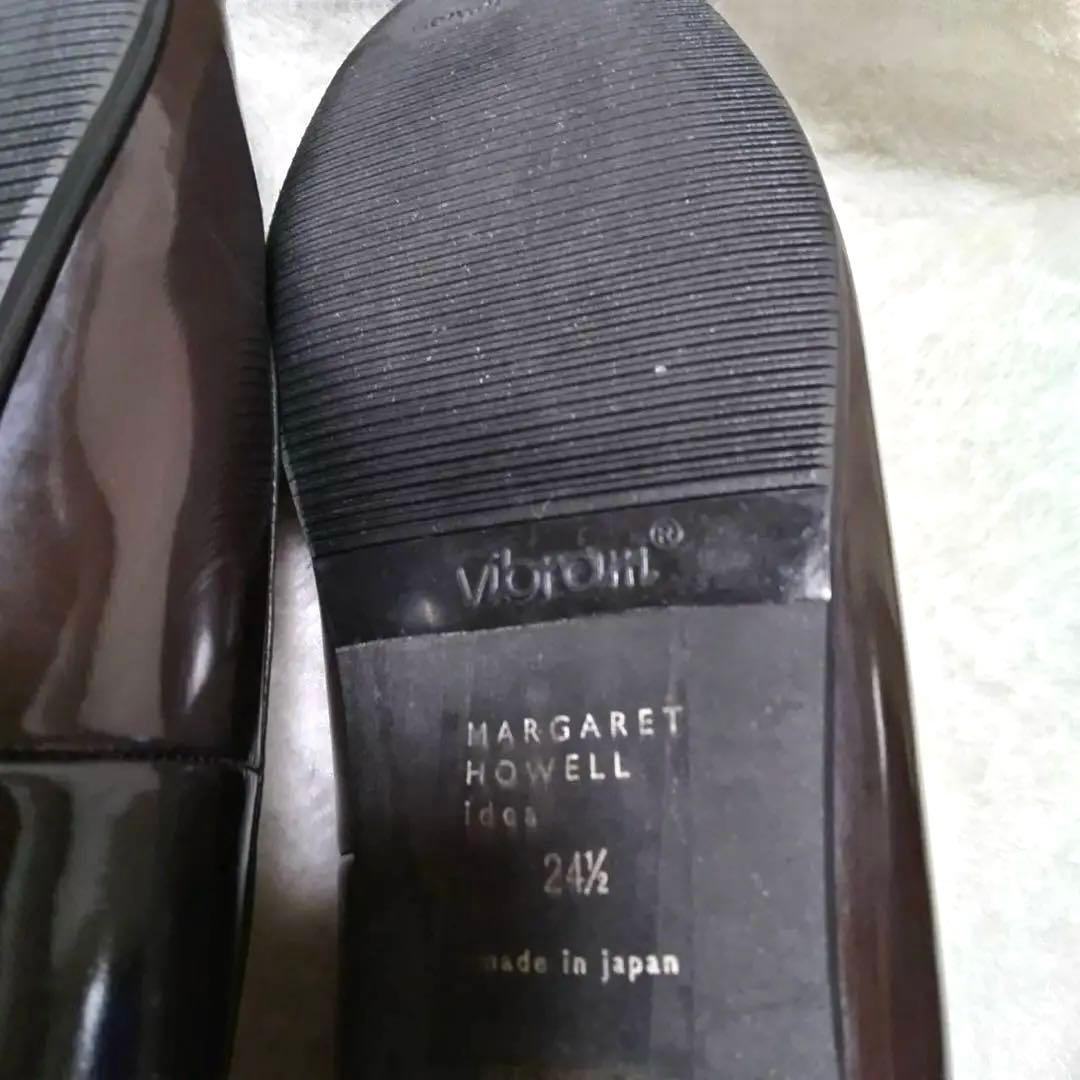 vibram®
MARGARET
HOWELL
idea
24½
made in japan